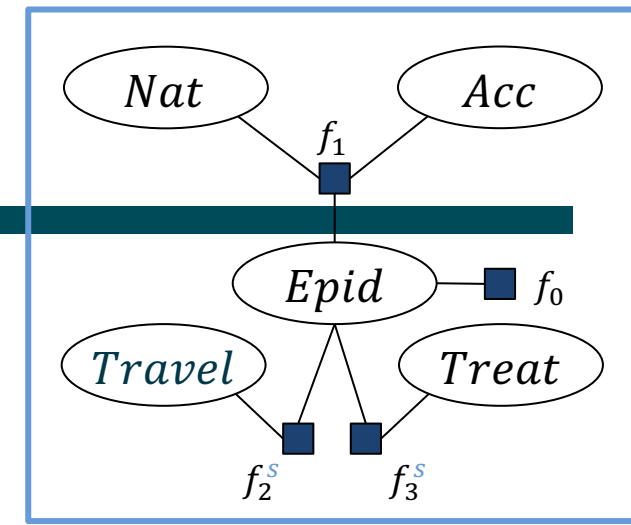 Nat Acc
f₁
Epid f₀
Travel Treat
f₂ˢ f₃ˢ